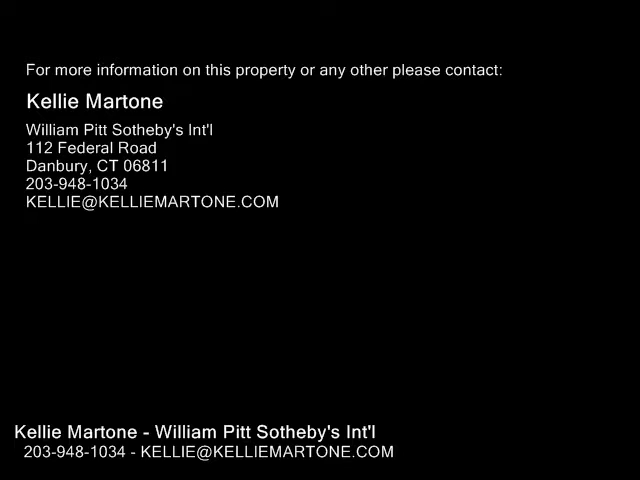 For more information on this property or any other please contact:
Kellie Martone
William Pitt Sotheby's Int'l
112 Federal Road
Danbury, CT 06811
203-948-1034
KELLIE@KELLIEMARTONE.COM
Kellie Martone - William Pitt Sotheby's Int'l
203-948-1034 - KELLIE@KELLIEMARTONE.COM